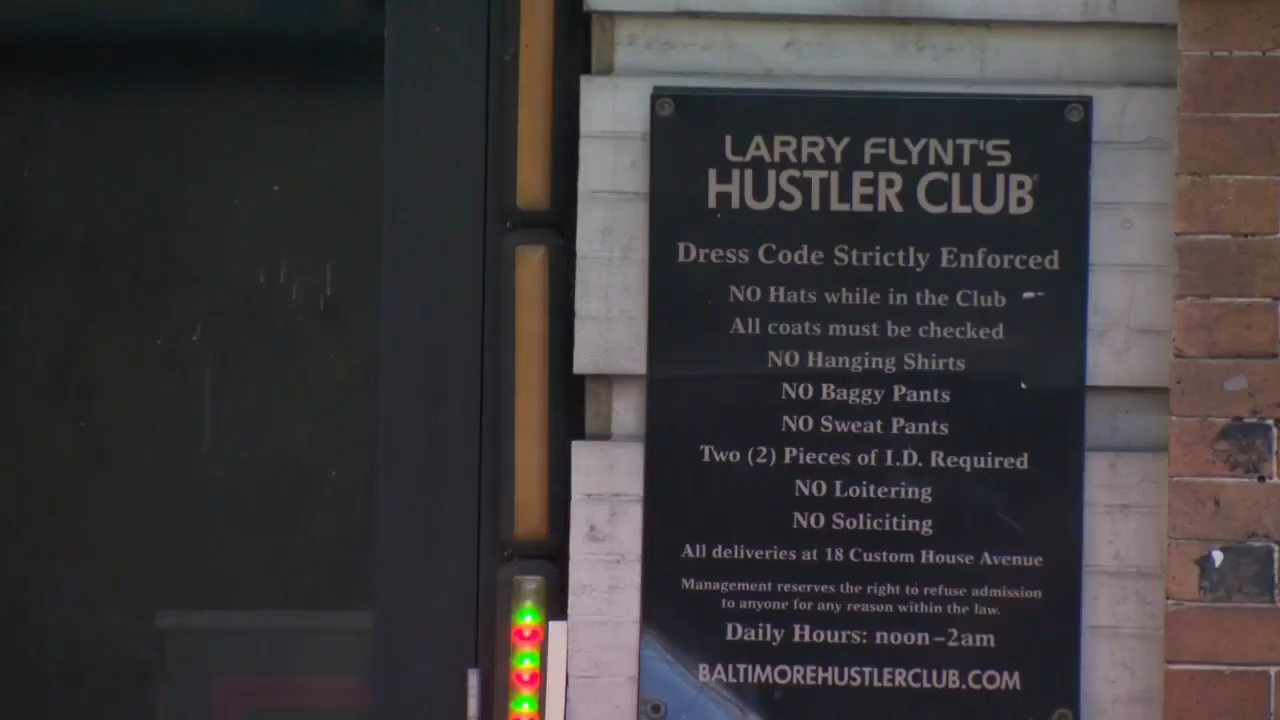 LARRY FLYNT'S
HUSTLER CLUB
Dress Code Strictly Enforced
NO Hats while in the Club
All coats must be checked
NO Hanging Shirts
NO Baggy Pants
NO Sweat Pants
Two (2) Pieces of I.D. Required
NO Loitering
NO Soliciting
All deliveries at 18 Custom House Avenue
Management reserves the right to refuse admission
to anyone for any reason within the law.
Daily Hours: noon–2am
BALTIMOREHUSTLERCLUB.COM